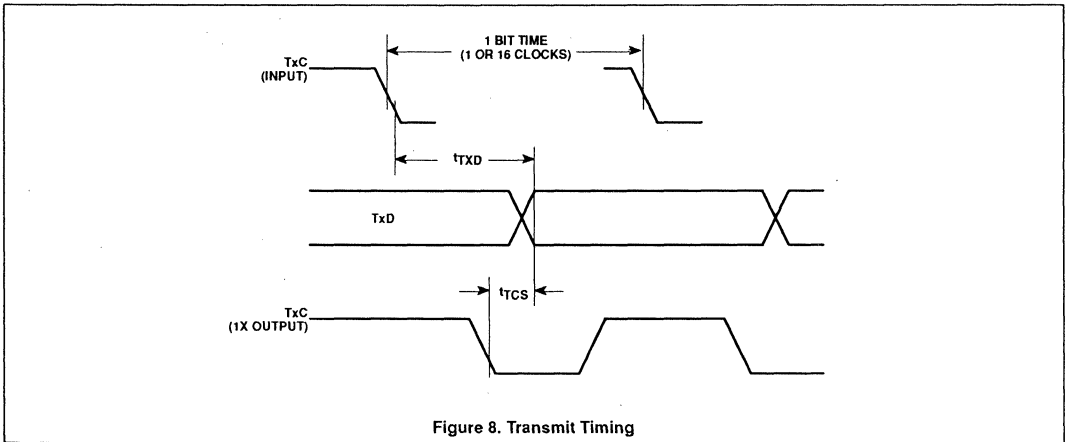 1 BIT TIME
(1 OR 16 CLOCKS)
TxC
(INPUT)
tTXD
TxD
tTCS
TxC
(1X OUTPUT)
Figure 8. Transmit Timing